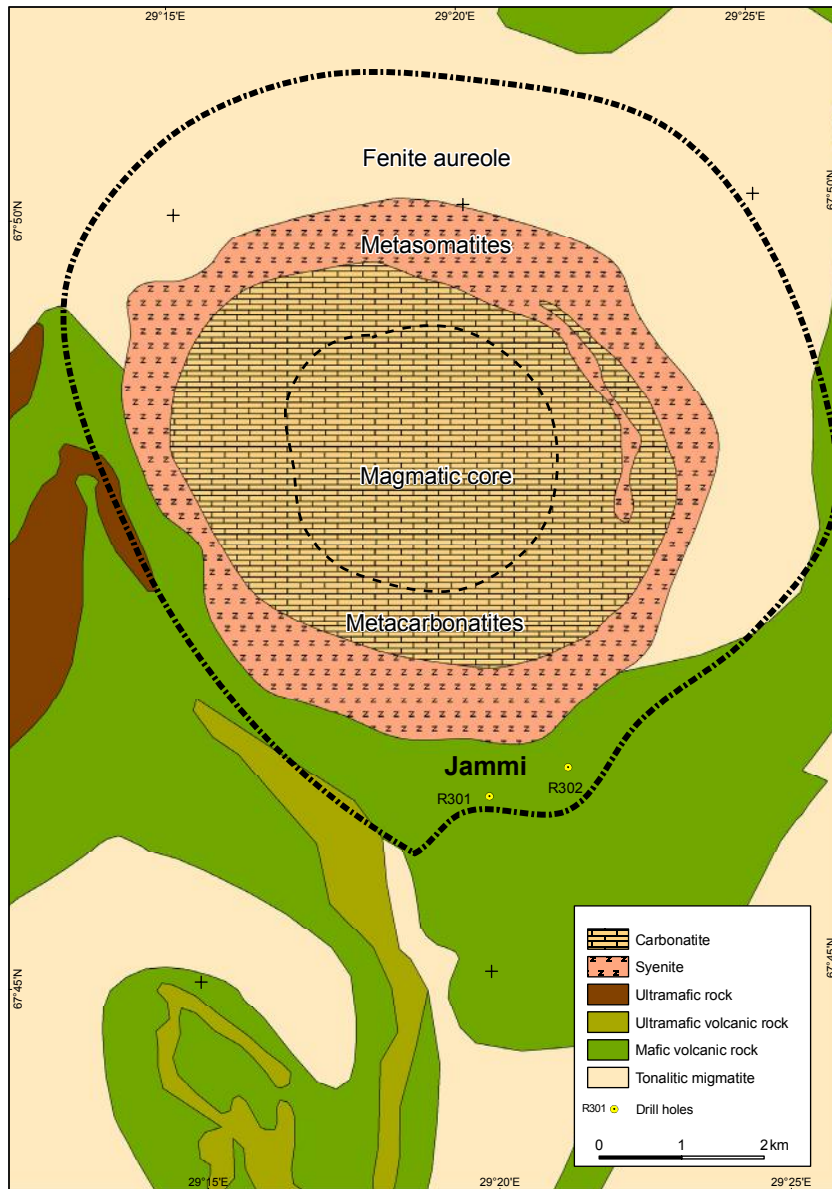 29°15'E 29°20'E 29°25'E
Fenite aureole
67°50'N
67°50'N
Metasomatites
Magmatic core
Metacarbonatites
Jammi
R302
R301
67°45'N
67°45'N
Carbonatite
Syenite
Ultramafic rock
Ultramafic volcanic rock
Mafic volcanic rock
Tonalitic migmatite
R301 Drill holes
0 1 2 km
29°15'E 29°20'E 29°25'E